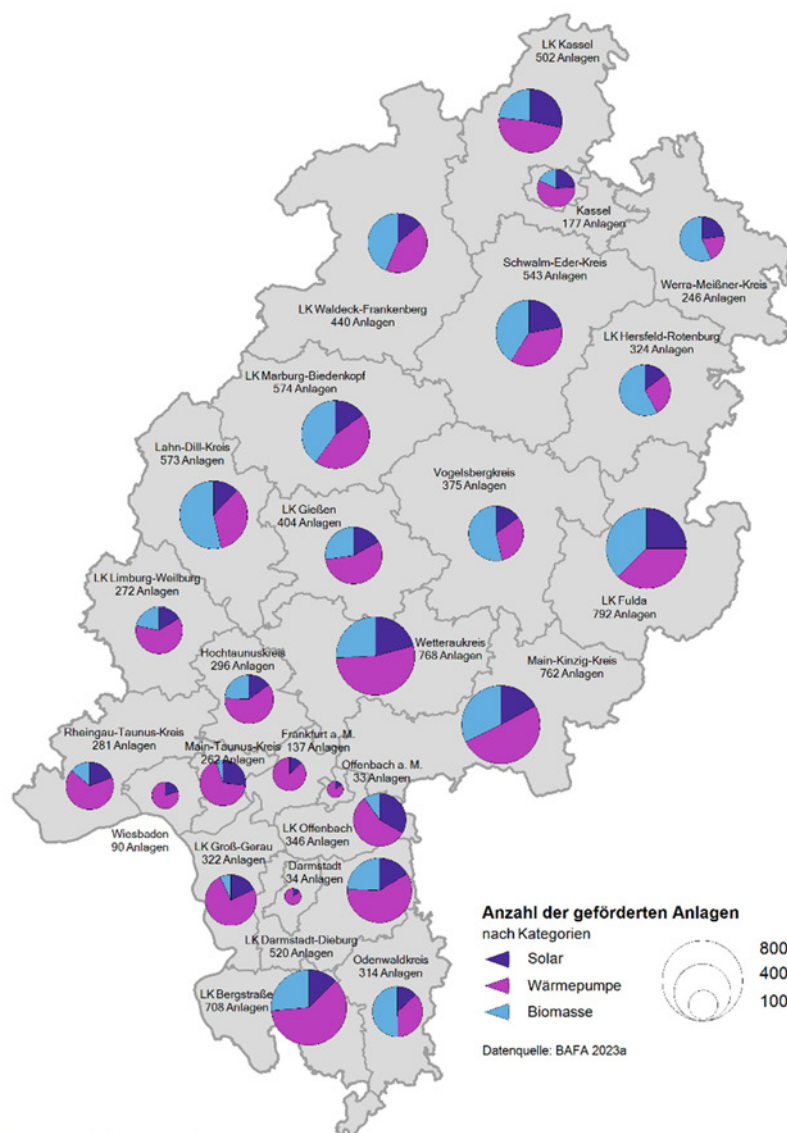 LK Kassel
502 Anlagen
Kassel
177 Anlagen
Werra-Meißner-Kreis
246 Anlagen
LK Waldeck-Frankenberg
440 Anlagen
Schwalm-Eder-Kreis
543 Anlagen
LK Hersfeld-Rotenburg
324 Anlagen
LK Marburg-Biedenkopf
574 Anlagen
Lahn-Dill-Kreis
573 Anlagen
Vogelsbergkreis
375 Anlagen
LK Gießen
404 Anlagen
LK Fulda
792 Anlagen
LK Limburg-Weilburg
272 Anlagen
Wetteraukreis
768 Anlagen
Hochtaunuskreis
296 Anlagen
Main-Kinzig-Kreis
762 Anlagen
Rheingau-Taunus-Kreis
281 Anlagen
Main-Taunus-Kreis
262 Anlagen
Frankfurt a. M.
137 Anlagen
Offenbach a. M.
33 Anlagen
Wiesbaden
90 Anlagen
LK Offenbach
346 Anlagen
LK Groß-Gerau
322 Anlagen
Darmstadt
34 Anlagen
LK Darmstadt-Dieburg
520 Anlagen
Odenwaldkreis
314 Anlagen
LK Bergstraße
708 Anlagen
Anzahl der geförderten Anlagen
nach Kategorien
Solar
Wärmepumpe
Biomasse
800
400
100
Datenquelle: BAFA 2023a